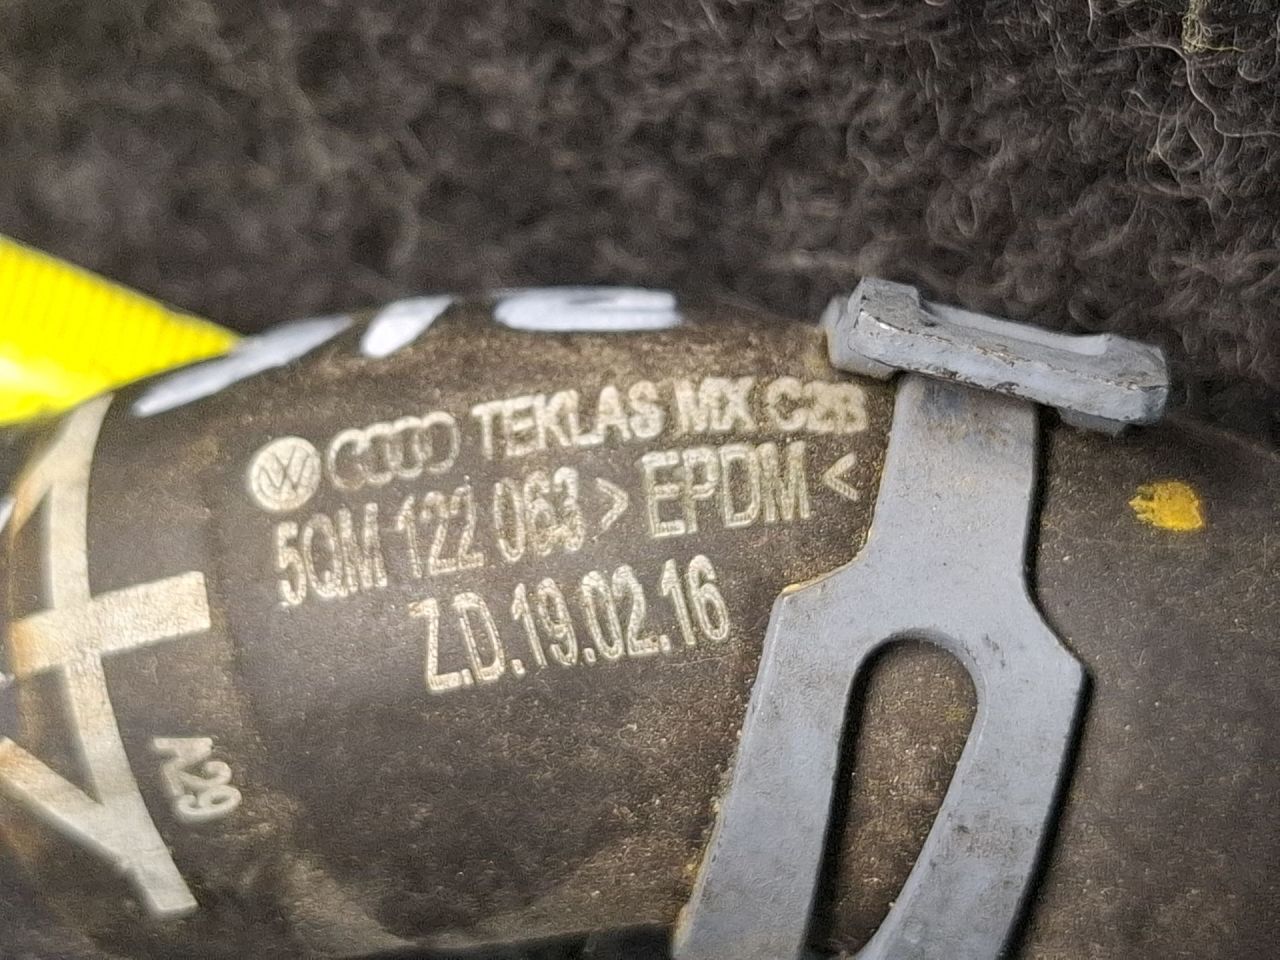 TEKLAS MX C2B
5QM 122 063 > EPDM <
Z.D.19.02.16
A29